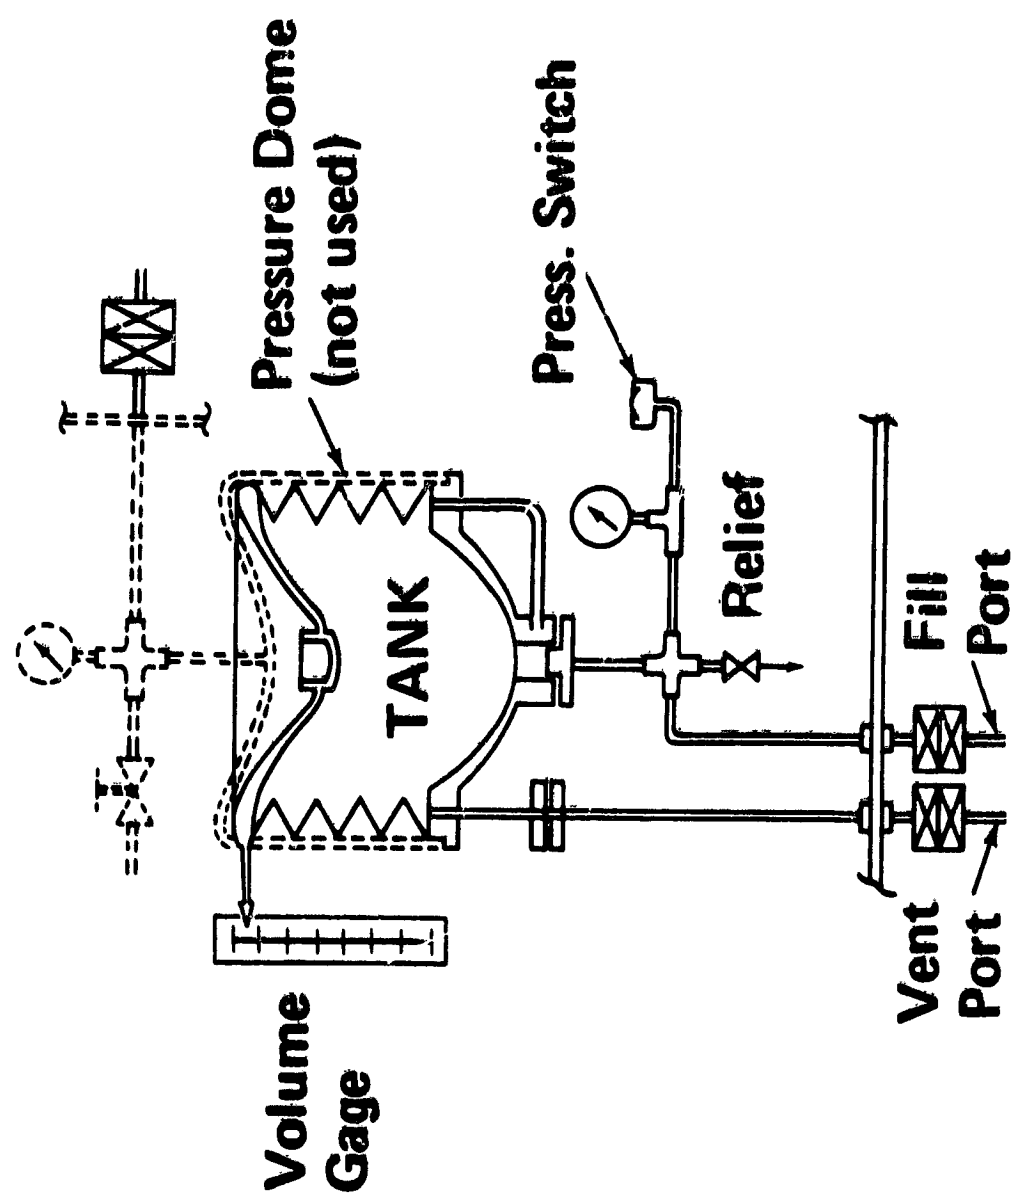 Pressure Dome
(not used)
Press. Switch
TANK
Relief
Fill
Port
Vent
Port
Volume
Gage